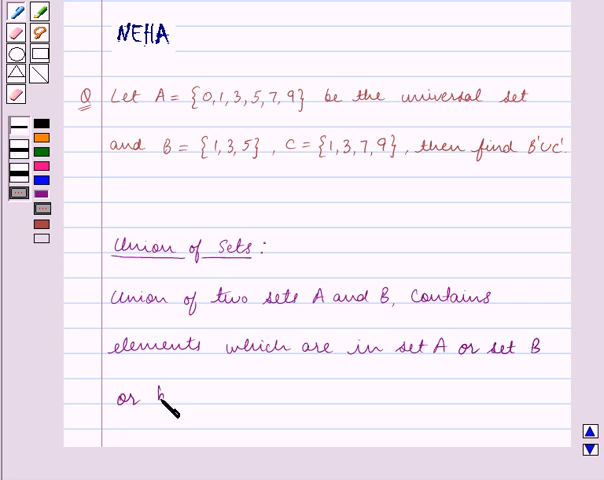 NEHA
Q Let A = {0,1,3,5,7,9} be the universal set
and B = {1,3,5}, C = {1,3,7,9}, then find B'∪C'.
Union of Sets:
Union of two sets A and B, Contains
elements which are in set A or set B
or